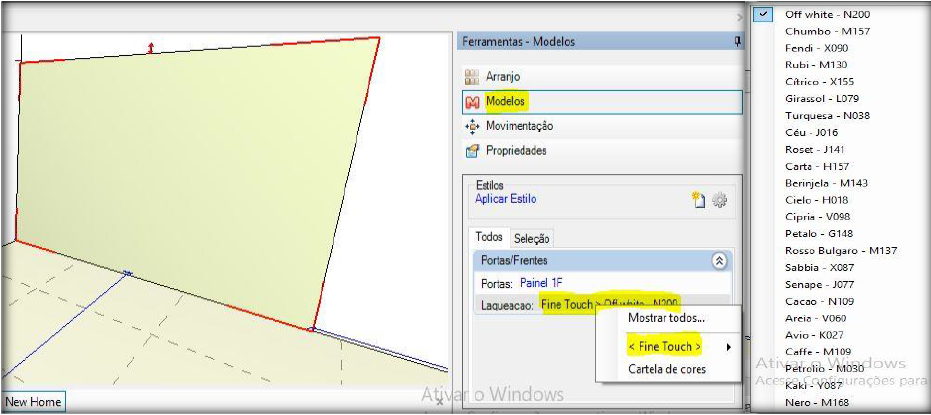 Ferramentas - Modelos
Arranjo
Modelos
Movimentação
Propriedades
Estilos
Aplicar Estilo
Todos Seleção
Portas/Frentes
Portas: Painel 1F
Laqueacao: Fine Touch > Off white - N200
Mostrar todos...
< Fine Touch >
Cartela de cores
New Home
Ativar o Windows
Off white - N200
Chumbo - M157
Fendi - X090
Rubi - M130
Cítrico - X155
Girassol - L079
Turquesa - N038
Céu - J016
Roset - J141
Carta - H157
Berinjela - M143
Cielo - H018
Cipria - V098
Petalo - G148
Rosso Bulgaro - M137
Sabbia - X087
Senape - J077
Cacao - N109
Areia - V060
Avio - K027
Caffe - M109
Petrolio - M030
Kaki - Y087
Nero - M168
Ativar o Windows
Acesse Configurações para